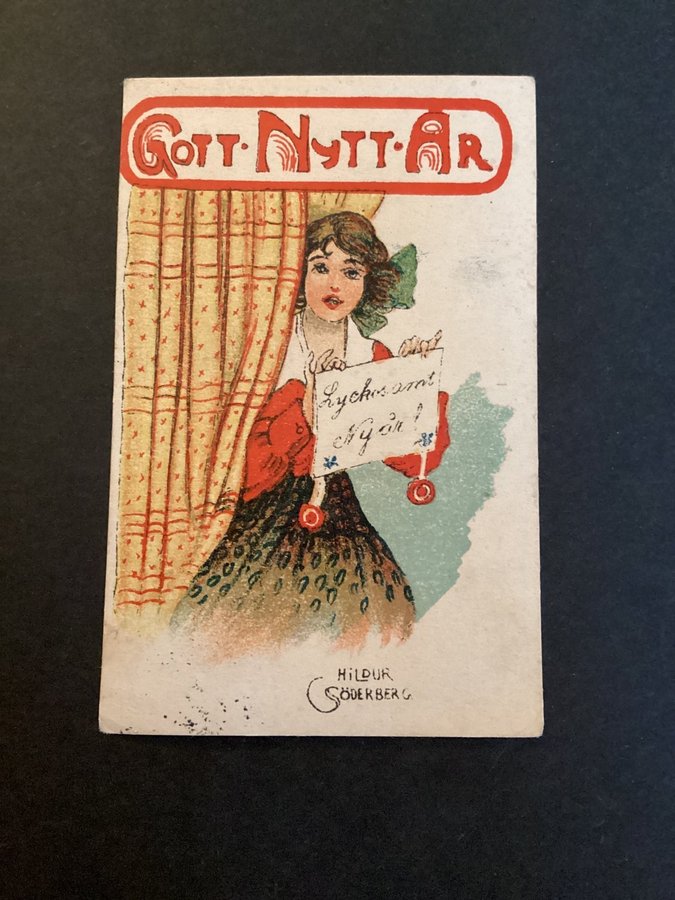 GOTT·NYTT·ÅR
Lyckosamt
Nyår!
HILDUR
SÖDERBERG